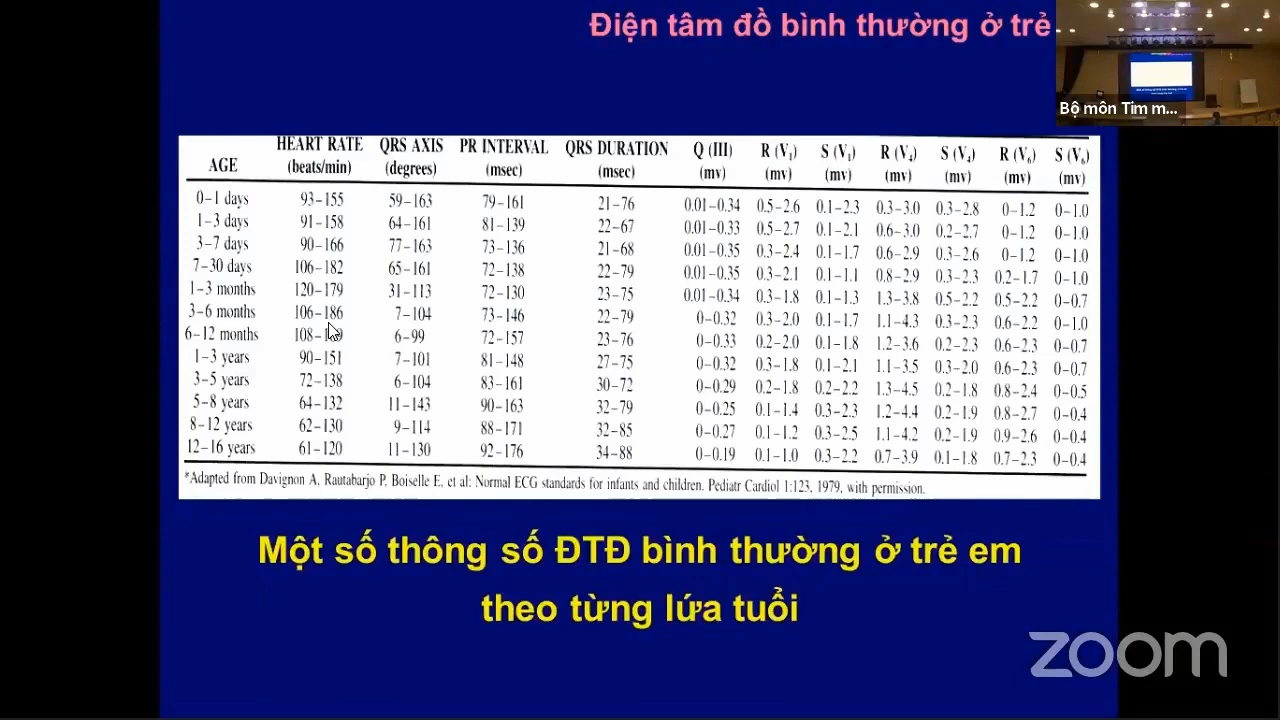 Điện tâm đồ bình thường ở trẻ
Bộ môn Tim m...
AGE HEART RATE (beats/min) QRS AXIS (degrees) PR INTERVAL (msec) QRS DURATION (msec) Q (III) (mv) R (V1) (mv) S (V1) (mv) R (V4) (mv) S (V4) (mv) R (V6) (mv) S (V6) (mv)
0–1 days 93–155 59–163 79–161 21–76 0.01–0.34 0.5–2.6 0.1–2.3 0.3–3.0 0.3–2.8 0–1.2 0–1.0
1–3 days 91–158 64–161 81–139 22–67 0.01–0.33 0.5–2.7 0.1–2.1 0.6–3.0 0.2–2.7 0–1.2 0–1.0
3–7 days 90–166 77–163 73–136 21–68 0.01–0.35 0.3–2.4 0.1–1.7 0.6–2.9 0.3–2.6 0–1.2 0–1.0
7–30 days 106–182 65–161 72–138 22–79 0.01–0.35 0.3–2.1 0.1–1.1 0.8–2.9 0.3–2.3 0.2–1.7 0–1.0
1–3 months 120–179 31–113 72–130 23–75 0.01–0.34 0.3–1.8 0.1–1.3 1.3–3.8 0.5–2.2 0.5–2.2 0–0.7
3–6 months 106–186 7–104 73–146 22–79 0–0.32 0.3–2.0 0.1–1.7 1.1–4.3 0.3–2.3 0.6–2.2 0–1.0
6–12 months 6–99 72–157 23–76 0–0.33 0.2–2.0 0.1–1.8 1.2–3.6 0.2–2.3 0.6–2.3 0–0.7
1–3 years 90–151 7–101 81–148 27–75 0–0.32 0.3–1.8 0.1–2.1 1.1–3.5 0.3–2.0 0.6–2.3 0–0.7
3–5 years 72–138 6–104 83–161 30–72 0–0.29 0.2–1.8 0.2–2.2 1.3–4.5 0.2–1.8 0.8–2.4 0–0.5
5–8 years 64–132 11–143 90–163 32–79 0–0.25 0.1–1.4 0.3–2.3 1.2–4.4 0.2–1.9 0.8–2.7 0–0.4
8–12 years 62–130 9–114 88–171 32–85 0–0.27 0.1–1.2 0.3–2.5 1.1–4.2 0.2–1.9 0.9–2.6 0–0.4
12–16 years 61–120 11–130 92–176 34–88 0–0.19 0.1–1.0 0.3–2.2 0.7–3.9 0.1–1.8 0.7–2.3 0–0.4
*Adapted from Davignon A, Rautabarjo P, Boiselle E, et al: Normal ECG standards for infants and children. Pediatr Cardiol 1:123, 1979, with permission.
Một số thông số ĐTĐ bình thường ở trẻ em
theo từng lứa tuổi
zoom